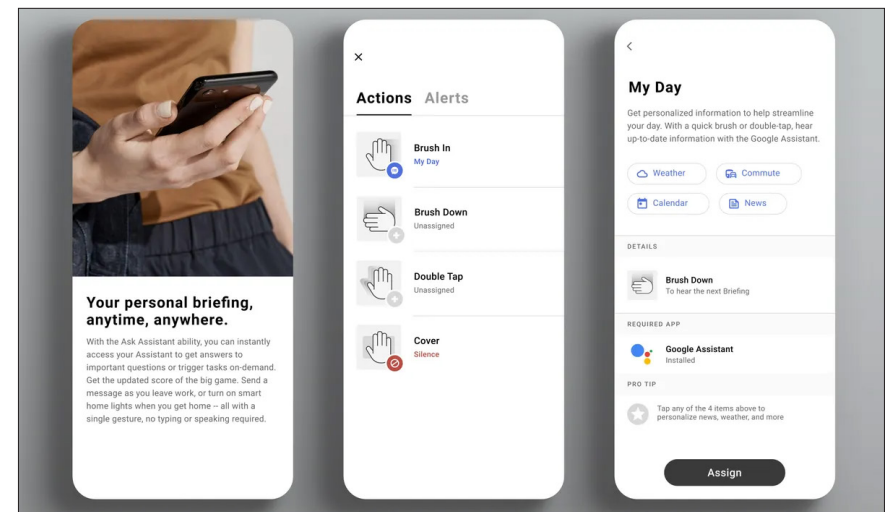 Your personal briefing,
anytime, anywhere.
With the Ask Assistant ability, you can instantly
access your Assistant to get answers to
important questions or trigger tasks on-demand.
Get the updated score of the big game. Send a
message as you leave work, or turn on smart
home lights when you get home – all with a
single gesture, no typing or speaking required.
Actions Alerts
Brush In
My Day
Brush Down
Unassigned
Double Tap
Unassigned
Cover
Silence
My Day
Get personalized information to help streamline
your day. With a quick brush or double-tap, hear
up-to-date information with the Google Assistant.
Weather Commute
Calendar News
DETAILS
Brush Down
To hear the next Briefing
REQUIRED APP
Google Assistant
Installed
PRO TIP
Tap any of the 4 items above to
personalize news, weather, and more
Assign